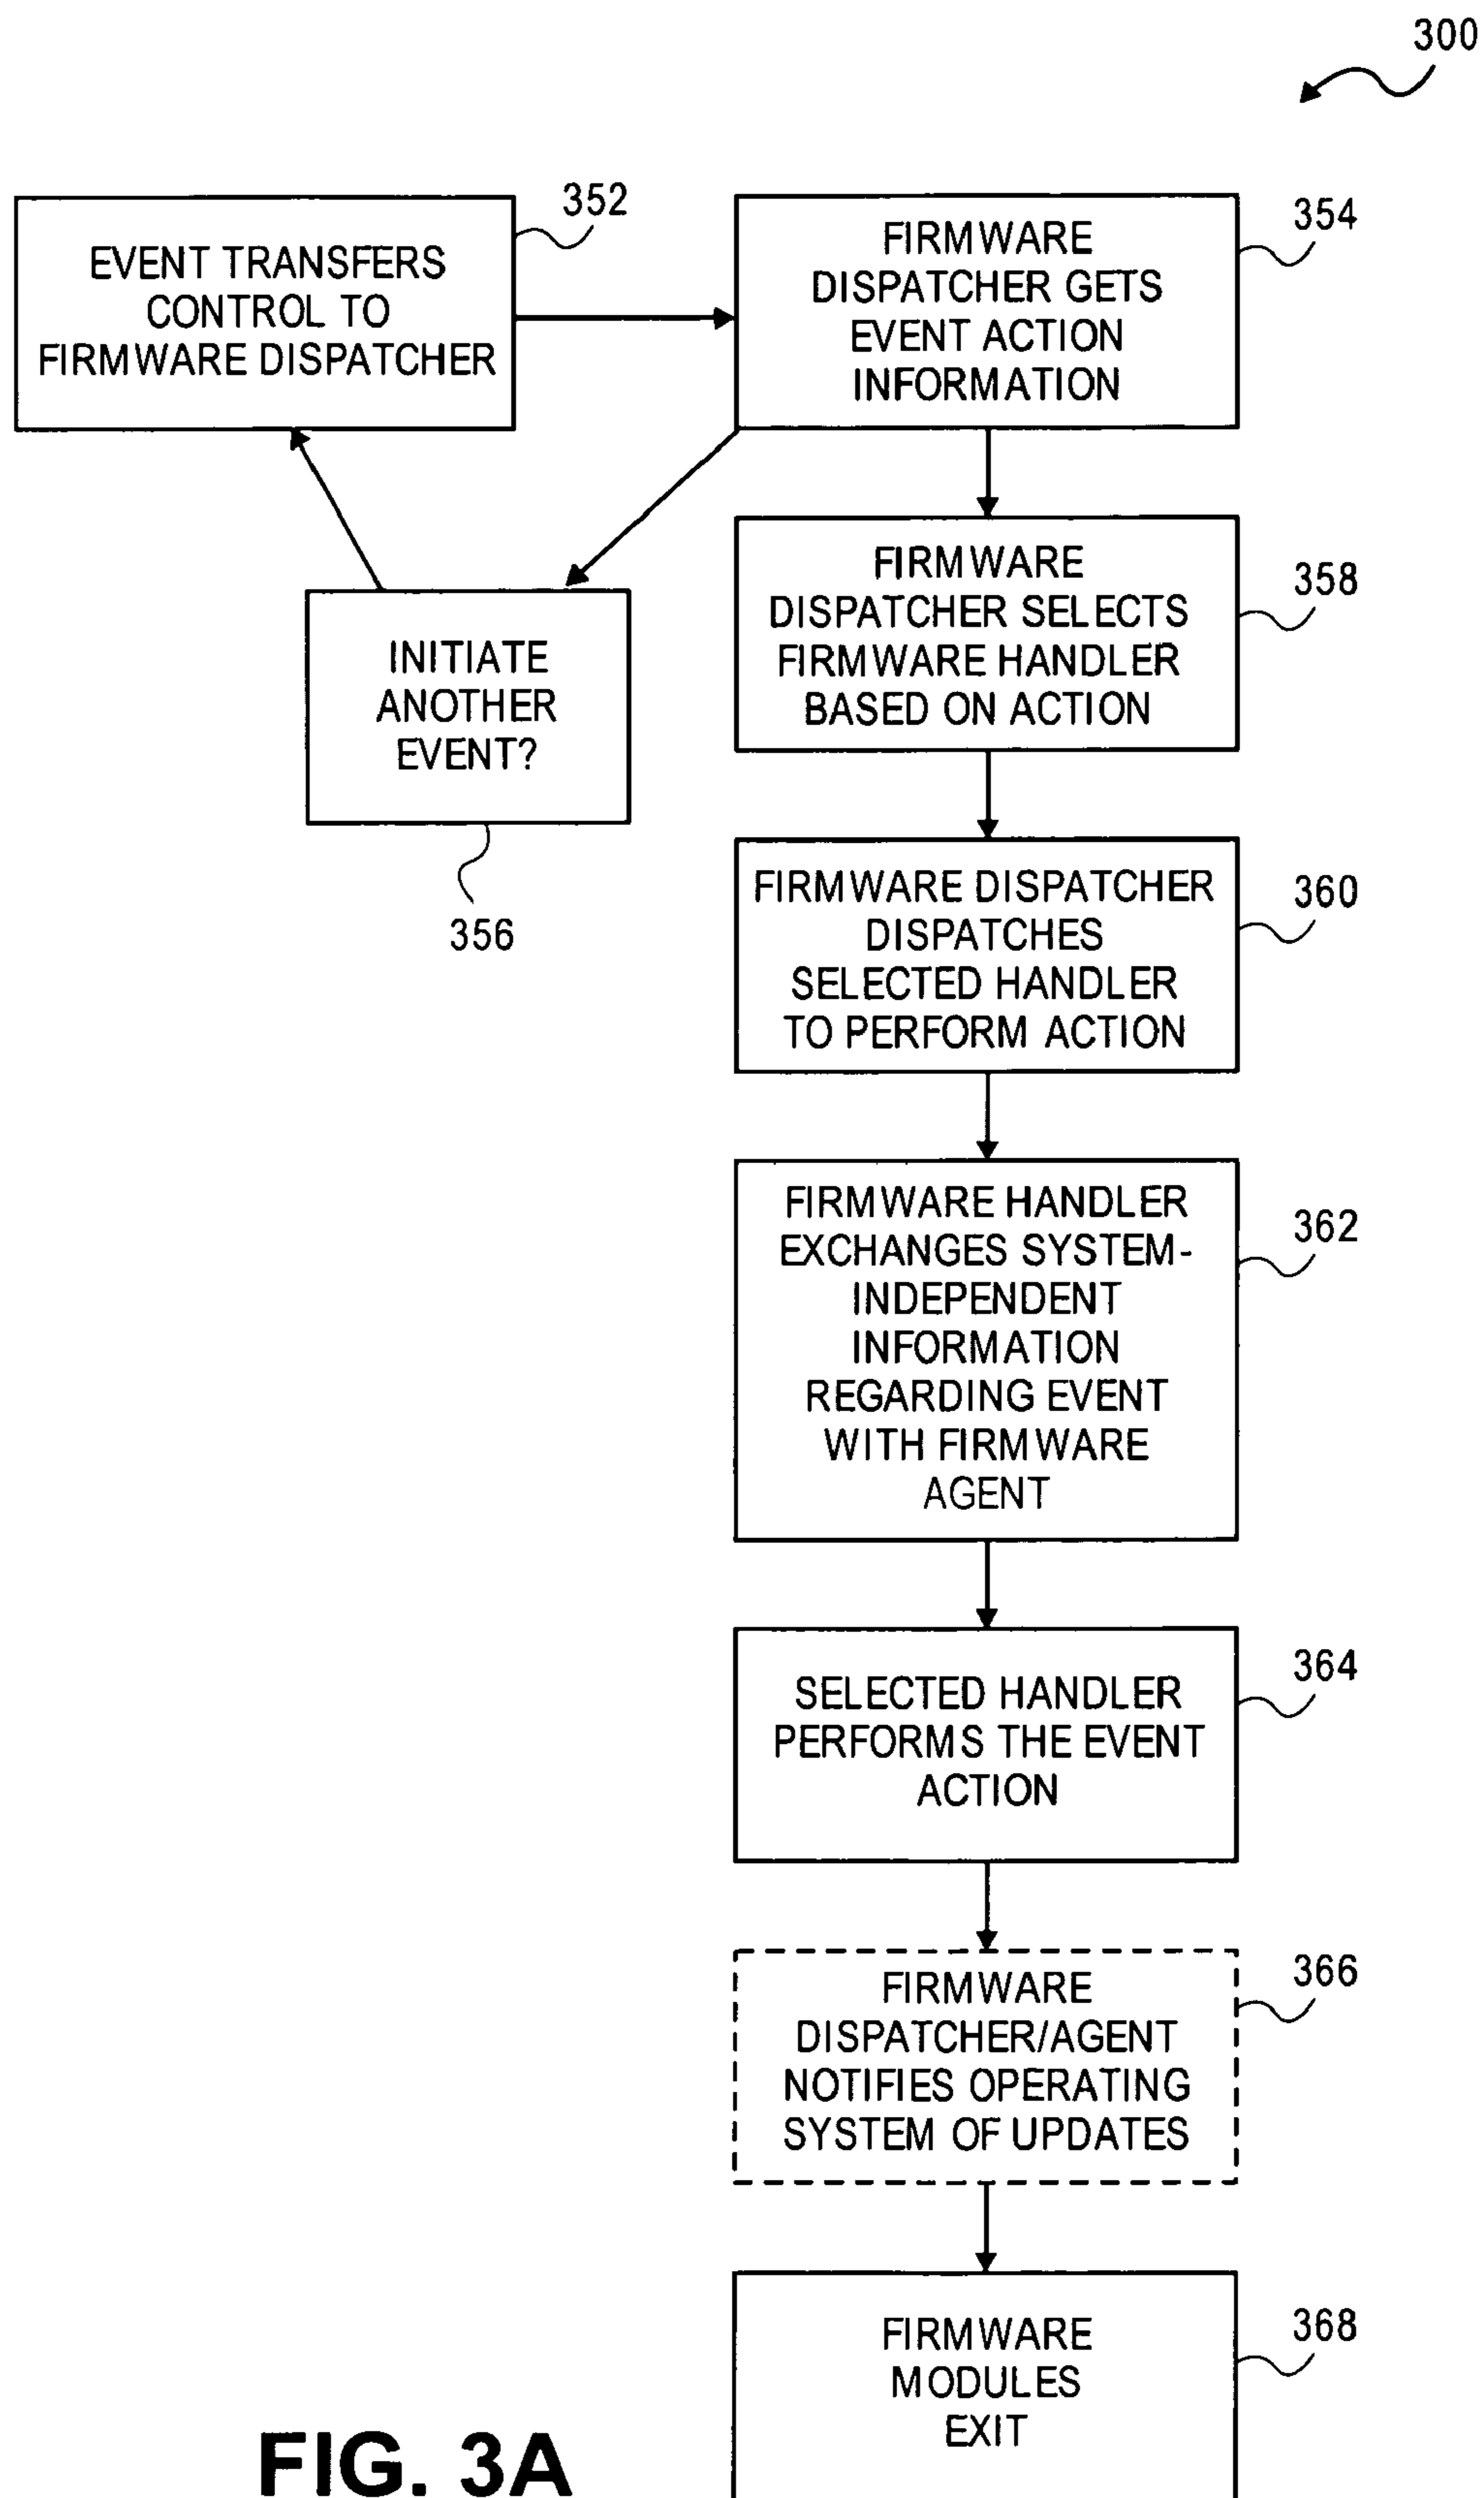 300
352
EVENT TRANSFERS
CONTROL TO
FIRMWARE DISPATCHER
354
FIRMWARE
DISPATCHER GETS
EVENT ACTION
INFORMATION
INITIATE
ANOTHER
EVENT?
356
358
FIRMWARE
DISPATCHER SELECTS
FIRMWARE HANDLER
BASED ON ACTION
360
FIRMWARE DISPATCHER
DISPATCHES
SELECTED HANDLER
TO PERFORM ACTION
362
FIRMWARE HANDLER
EXCHANGES SYSTEM-
INDEPENDENT
INFORMATION
REGARDING EVENT
WITH FIRMWARE
AGENT
364
SELECTED HANDLER
PERFORMS THE EVENT
ACTION
366
FIRMWARE
DISPATCHER/AGENT
NOTIFIES OPERATING
SYSTEM OF UPDATES
368
FIRMWARE
MODULES
EXIT
FIG. 3A